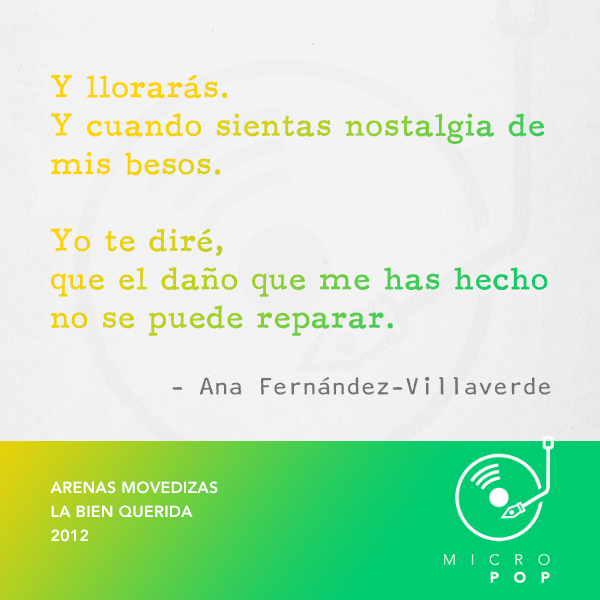 Y llorarás.
Y cuando sientas nostalgia de
mis besos.
Yo te diré,
que el daño que me has hecho
no se puede reparar.
- Ana Fernández-Villaverde
ARENAS MOVEDIZAS
LA BIEN QUERIDA
2012
MICRO
POP